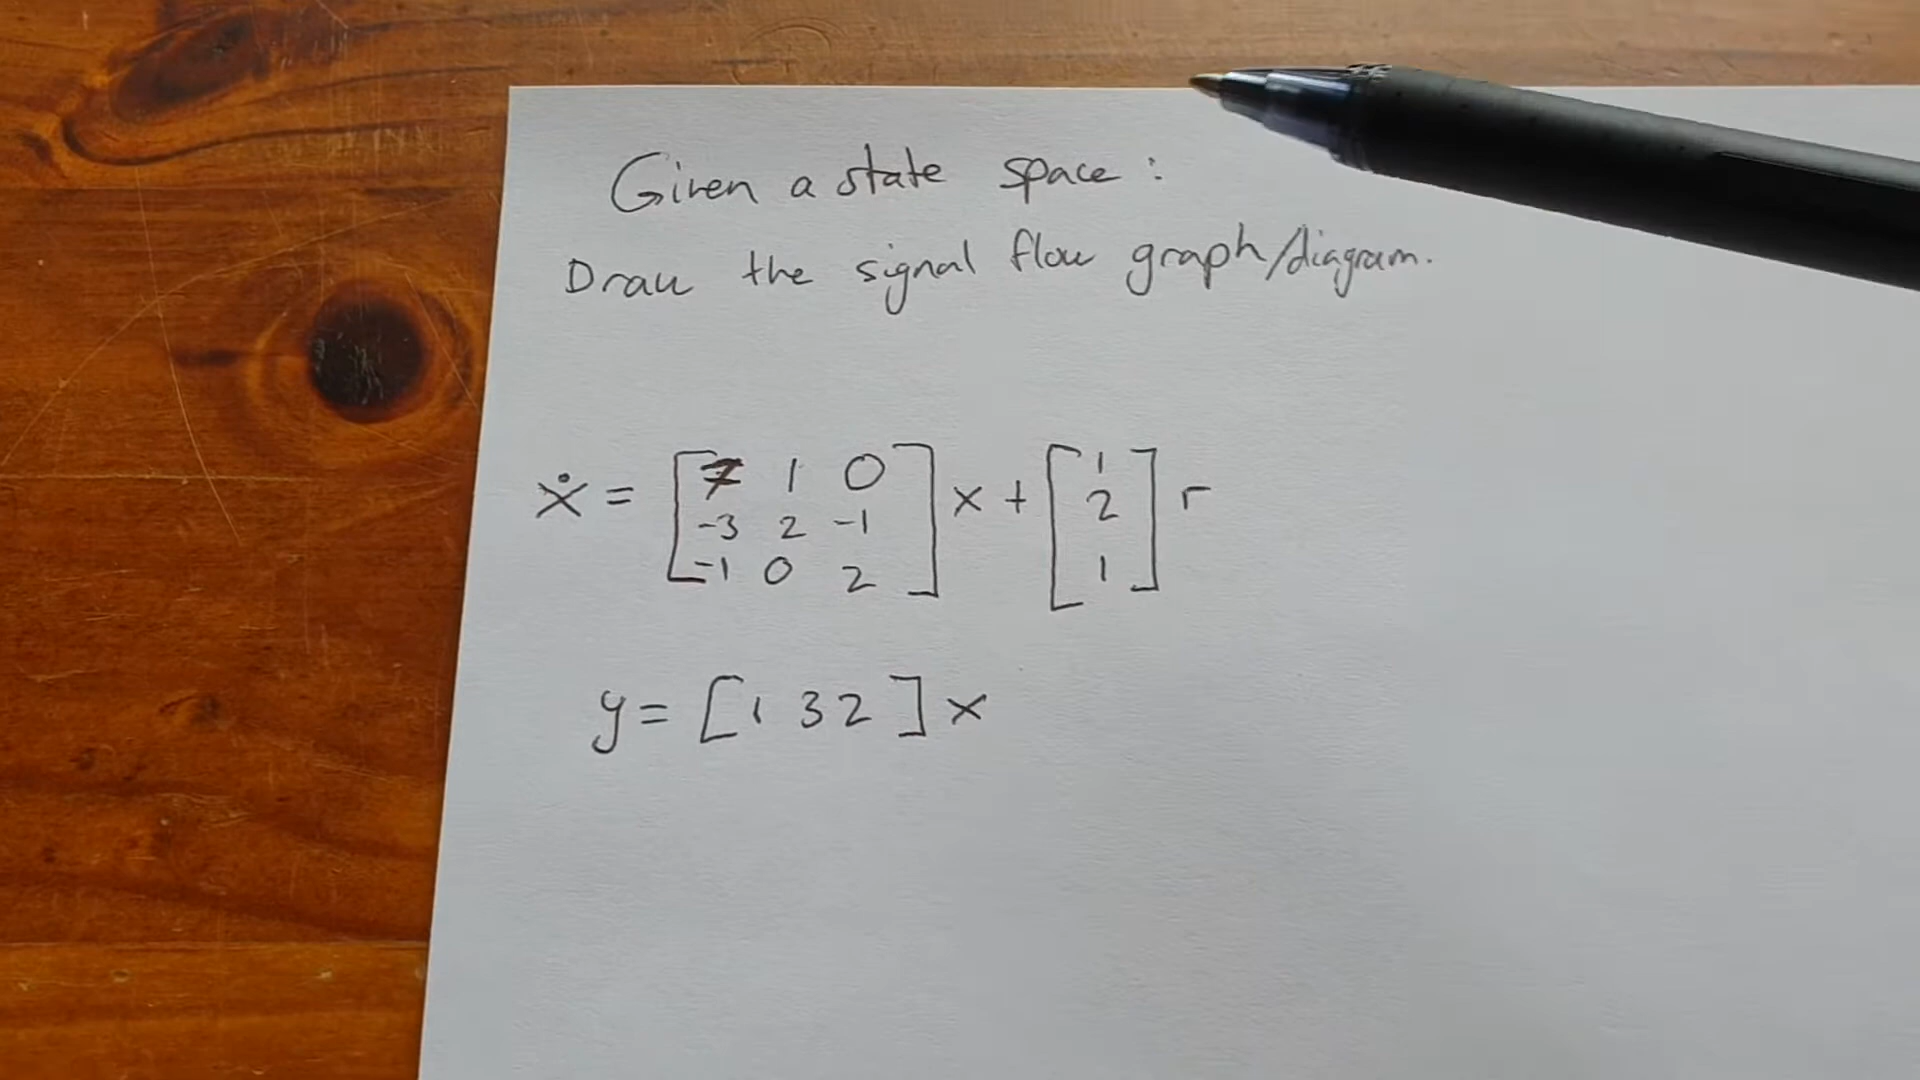 Given a state space :
Draw the signal flow graph/diagram.
ẋ = [7 1 0
-3 2 -1
-1 0 2] x + [1
2
1] r
y = [1 3 2] x